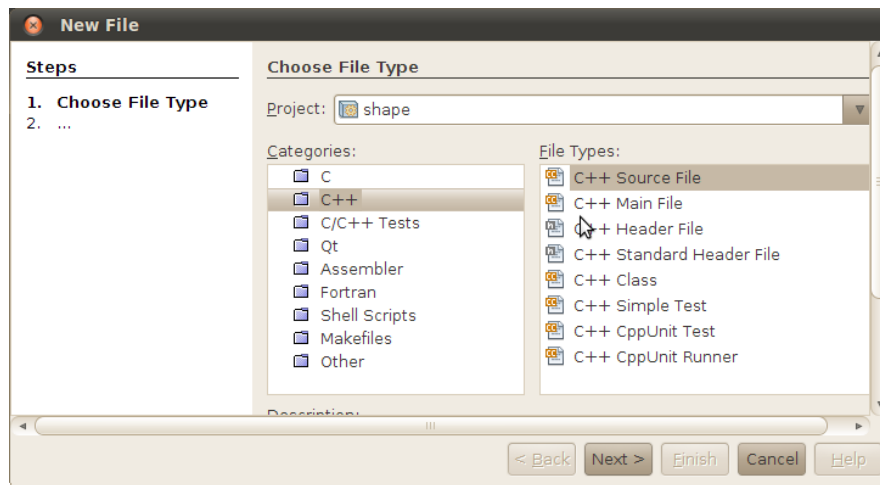 New File
Steps
1. Choose File Type
2. ...
Choose File Type
Project: shape
Categories:
C
C++
C/C++ Tests
Qt
Assembler
Fortran
Shell Scripts
Makefiles
Other
File Types:
C++ Source File
C++ Main File
C++ Header File
C++ Standard Header File
C++ Class
C++ Simple Test
C++ CppUnit Test
C++ CppUnit Runner
Description:
< Back
Next >
Finish
Cancel
Help